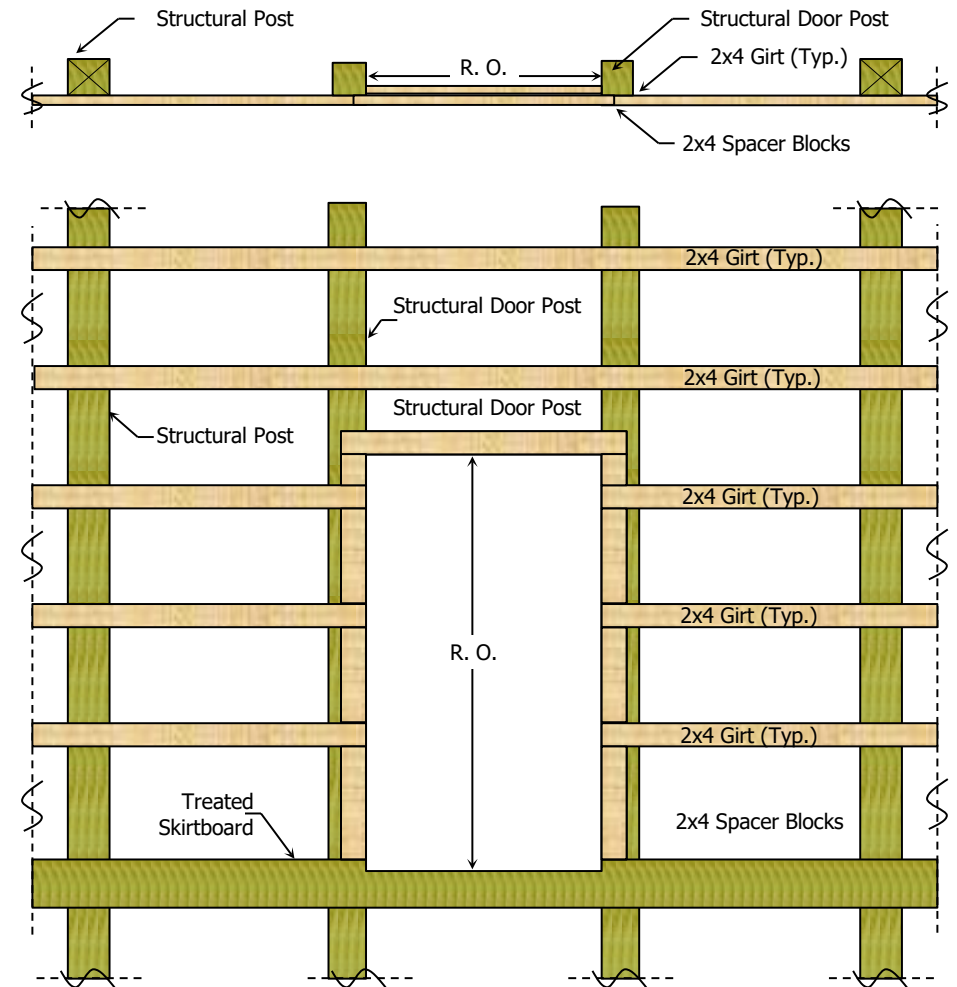 Structural Post
Structural Door Post
2x4 Girt (Typ.)
R. O.
2x4 Spacer Blocks
2x4 Girt (Typ.)
Structural Door Post
2x4 Girt (Typ.)
Structural Door Post
Structural Post
2x4 Girt (Typ.)
2x4 Girt (Typ.)
R. O.
2x4 Girt (Typ.)
Treated
Skirtboard
2x4 Spacer Blocks